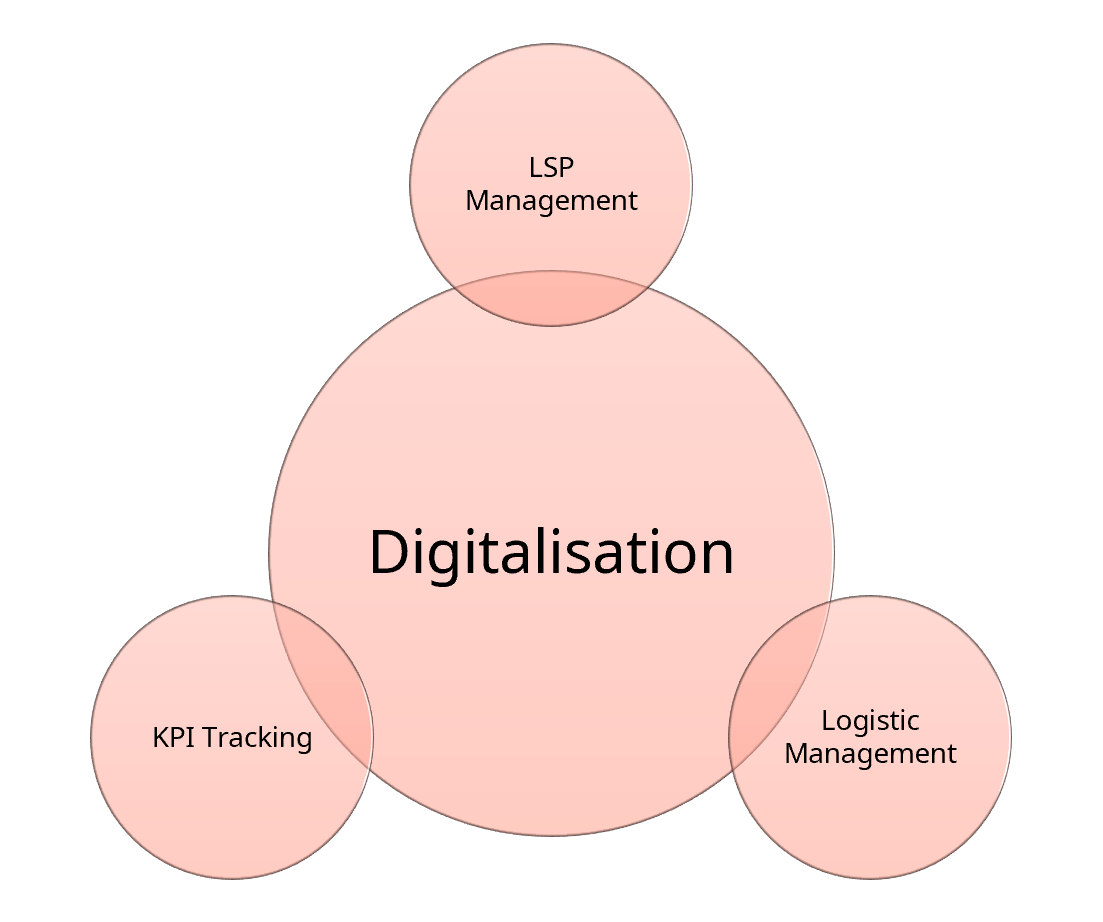 LSP
Management
Digitalisation
KPI Tracking
Logistic
Management